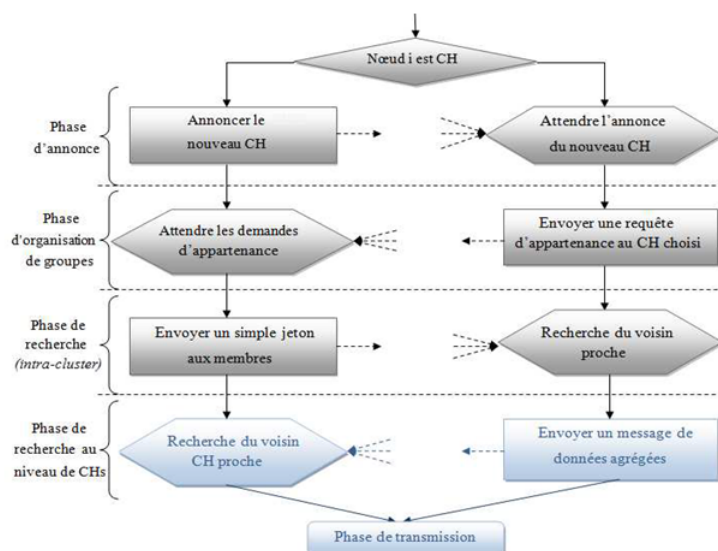 Nœud i est CH
Phase
d'annonce
Annoncer le
nouveau CH
Attendre l'annonce
du nouveau CH
Phase
d'organisation
de groupes
Attendre les demandes
d'appartenance
Envoyer une requête
d'appartenance au CH choisi
Phase de
recherche
(intra-cluster)
Envoyer un simple jeton
aux membres
Recherche du voisin
proche
Phase de
recherche au
niveau de CHs
Recherche du voisin
CH proche
Envoyer un message de
données agrégées
Phase de transmission